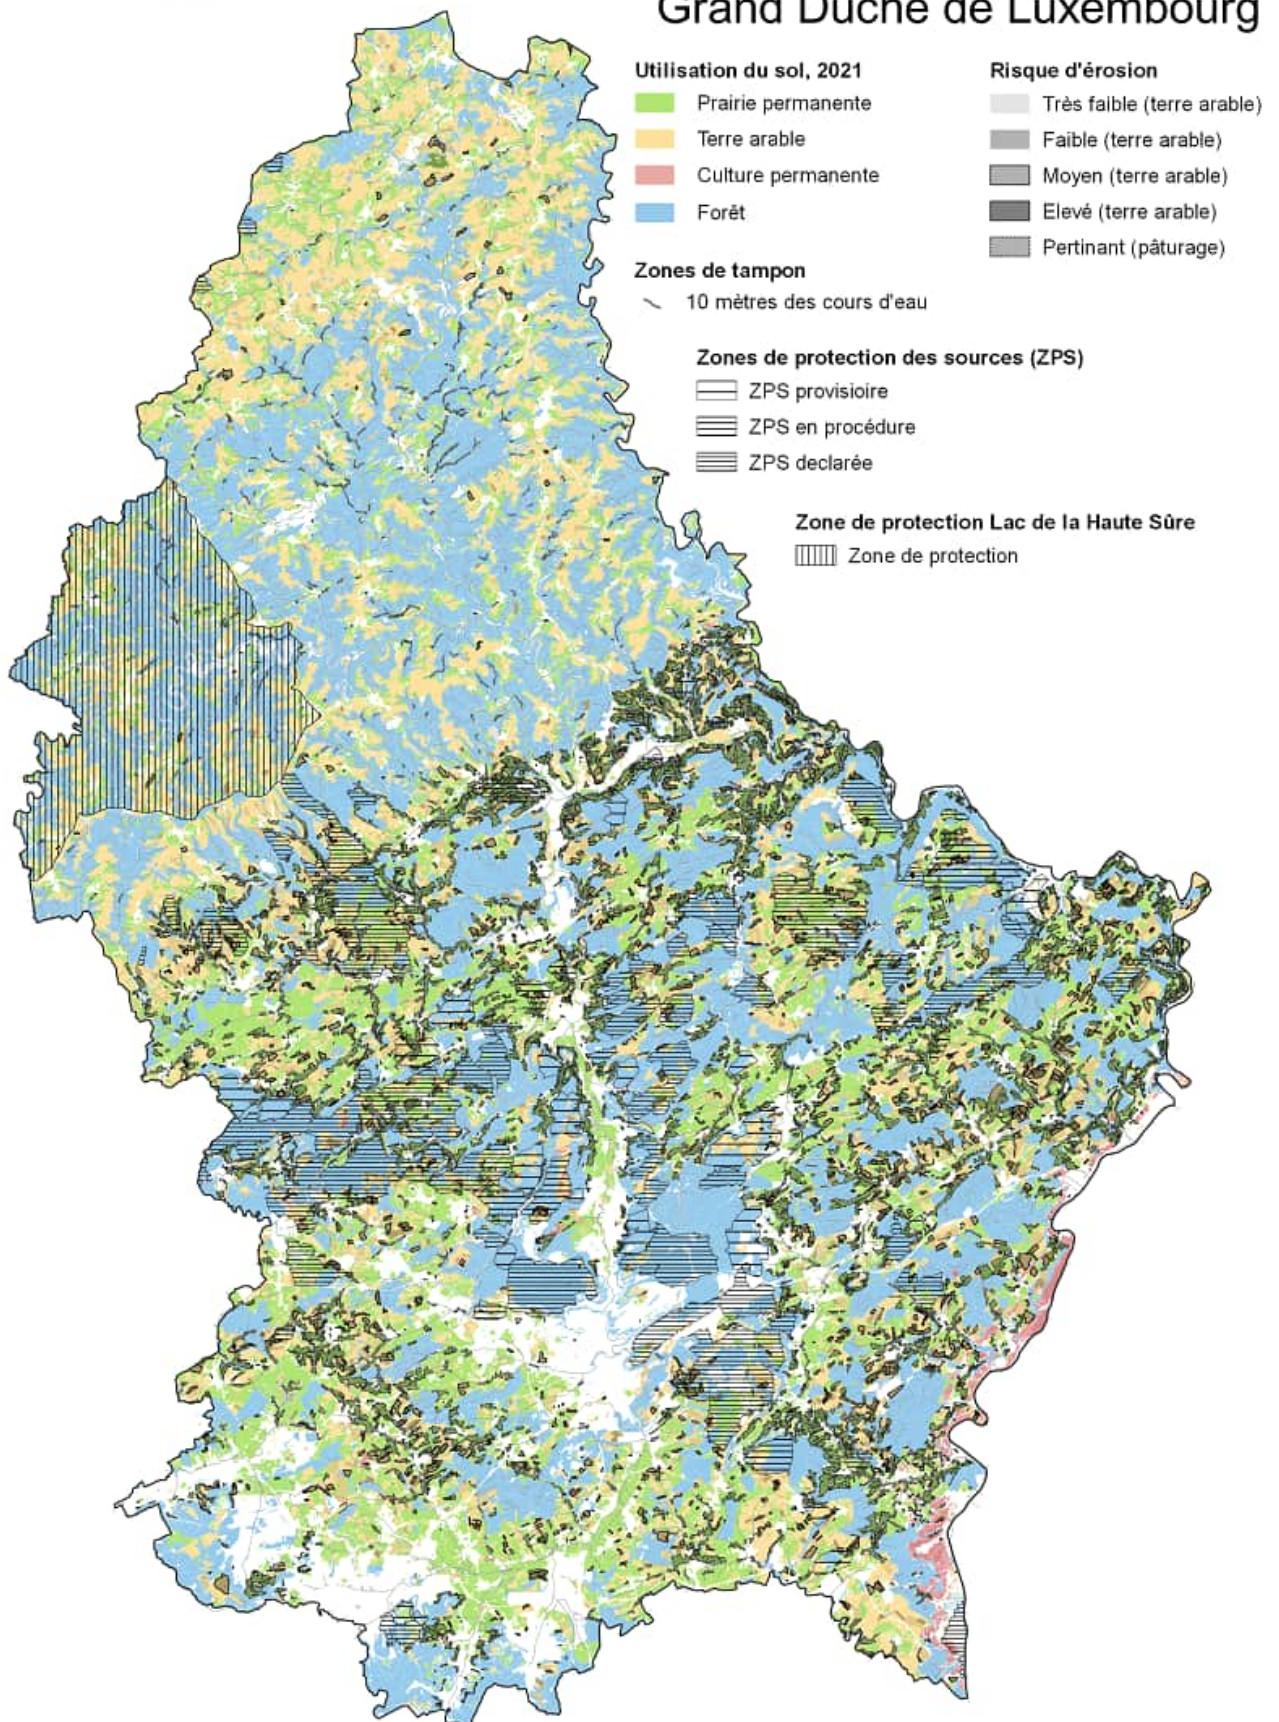 Grand Duché de Luxembourg
Utilisation du sol, 2021
Prairie permanente
Terre arable
Culture permanente
Forêt
Risque d'érosion
Très faible (terre arable)
Faible (terre arable)
Moyen (terre arable)
Elevé (terre arable)
Pertinant (pâturage)
Zones de tampon
10 mètres des cours d'eau
Zones de protection des sources (ZPS)
ZPS provisioire
ZPS en procédure
ZPS declarée
Zone de protection Lac de la Haute Sûre
Zone de protection